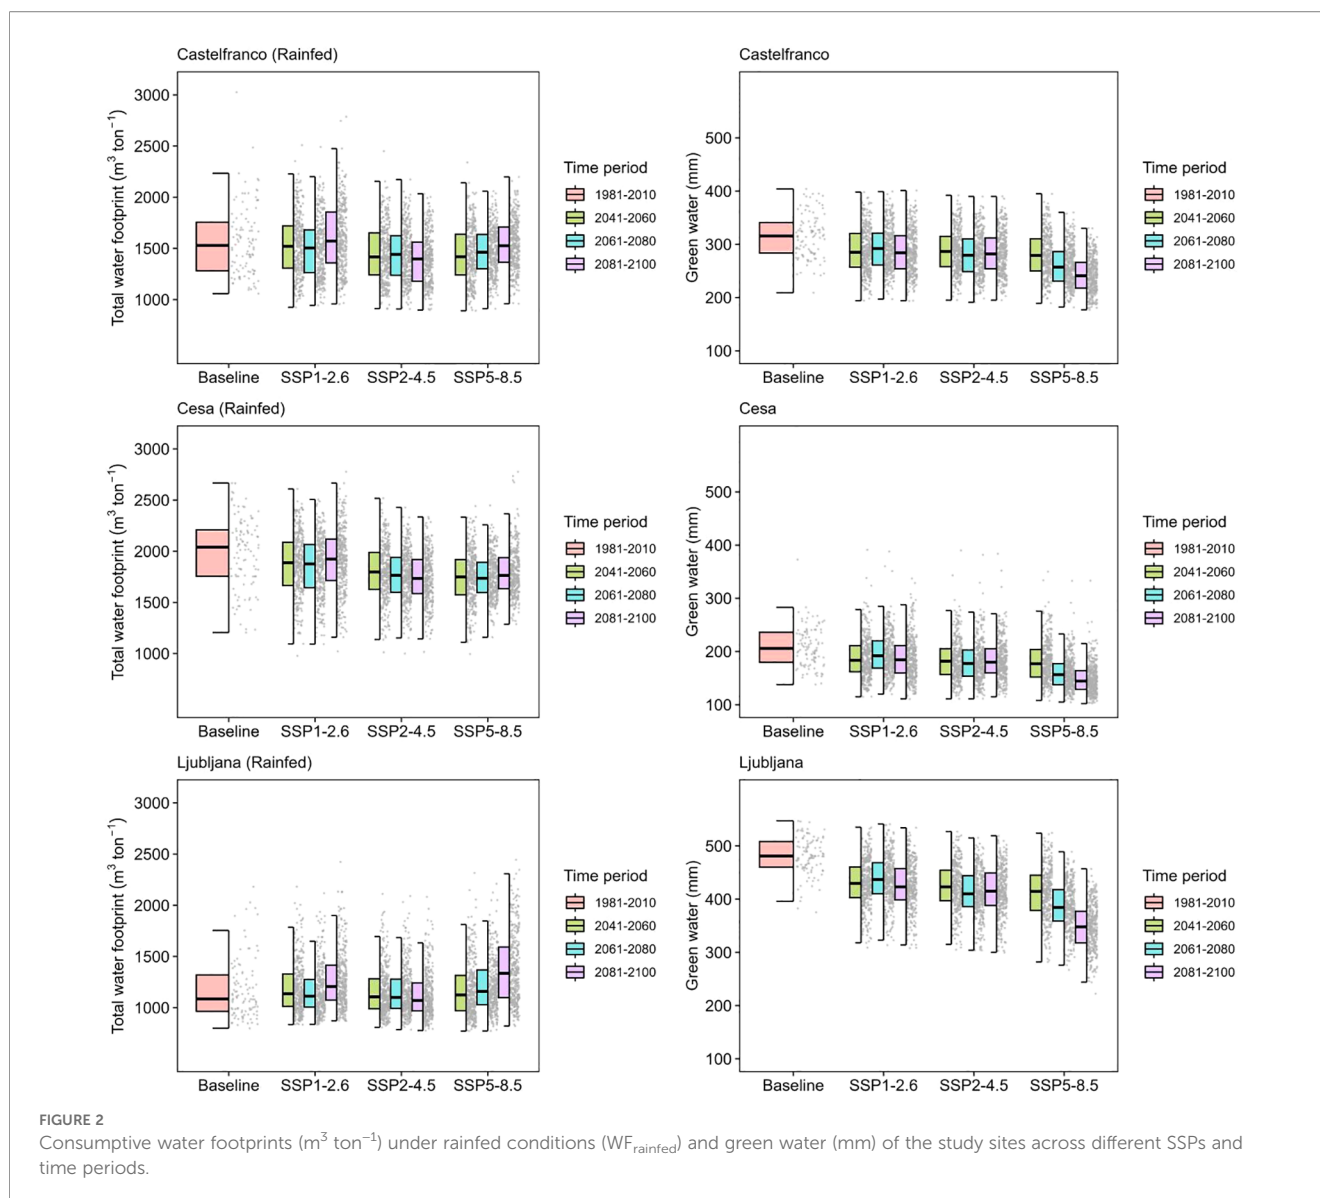 Castelfranco (Rainfed)
Total water footprint (m³ ton⁻¹)
3000
2500
2000
1500
1000
Baseline SSP1-2.6 SSP2-4.5 SSP5-8.5
Time period
1981-2010
2041-2060
2061-2080
2081-2100
Castelfranco
Green water (mm)
500
400
300
200
100
Baseline SSP1-2.6 SSP2-4.5 SSP5-8.5
Time period
1981-2010
2041-2060
2061-2080
2081-2100
Cesa (Rainfed)
Total water footprint (m³ ton⁻¹)
3000
2500
2000
1500
1000
Baseline SSP1-2.6 SSP2-4.5 SSP5-8.5
Time period
1981-2010
2041-2060
2061-2080
2081-2100
Cesa
Green water (mm)
500
400
300
200
100
Baseline SSP1-2.6 SSP2-4.5 SSP5-8.5
Time period
1981-2010
2041-2060
2061-2080
2081-2100
Ljubljana (Rainfed)
Total water footprint (m³ ton⁻¹)
3000
2500
2000
1500
1000
Baseline SSP1-2.6 SSP2-4.5 SSP5-8.5
Time period
1981-2010
2041-2060
2061-2080
2081-2100
Ljubljana
Green water (mm)
500
400
300
200
100
Baseline SSP1-2.6 SSP2-4.5 SSP5-8.5
Time period
1981-2010
2041-2060
2061-2080
2081-2100
FIGURE 2
Consumptive water footprints (m³ ton⁻¹) under rainfed conditions (WFrainfed) and green water (mm) of the study sites across different SSPs and
time periods.